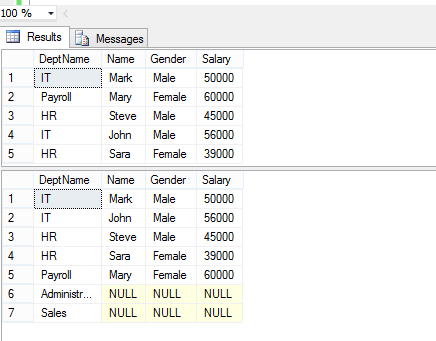 100 %
Results Messages
DeptName Name Gender Salary
1 IT Mark Male 50000
2 Payroll Mary Female 60000
3 HR Steve Male 45000
4 IT John Male 56000
5 HR Sara Female 39000
DeptName Name Gender Salary
1 IT Mark Male 50000
2 IT John Male 56000
3 HR Steve Male 45000
4 HR Sara Female 39000
5 Payroll Mary Female 60000
6 Administr... NULL NULL NULL
7 Sales NULL NULL NULL